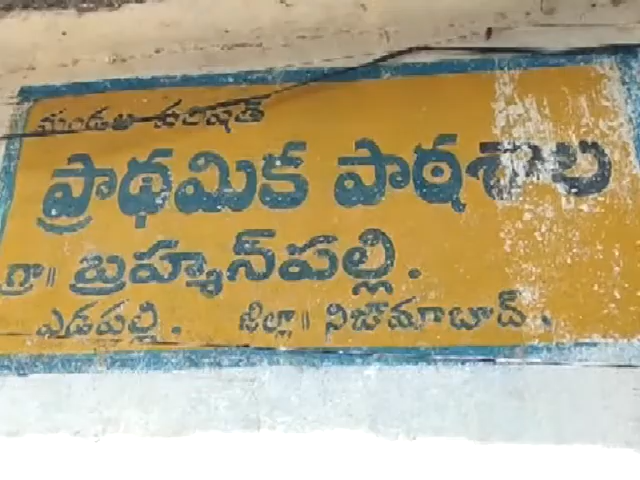 మండల పరిషత్
ప్రాథమిక పాఠశాల
గ్రా॥ బ్రహ్మన్‌పల్లి.
ఎడపల్లి. జిల్లా॥ నిజామాబాద్.